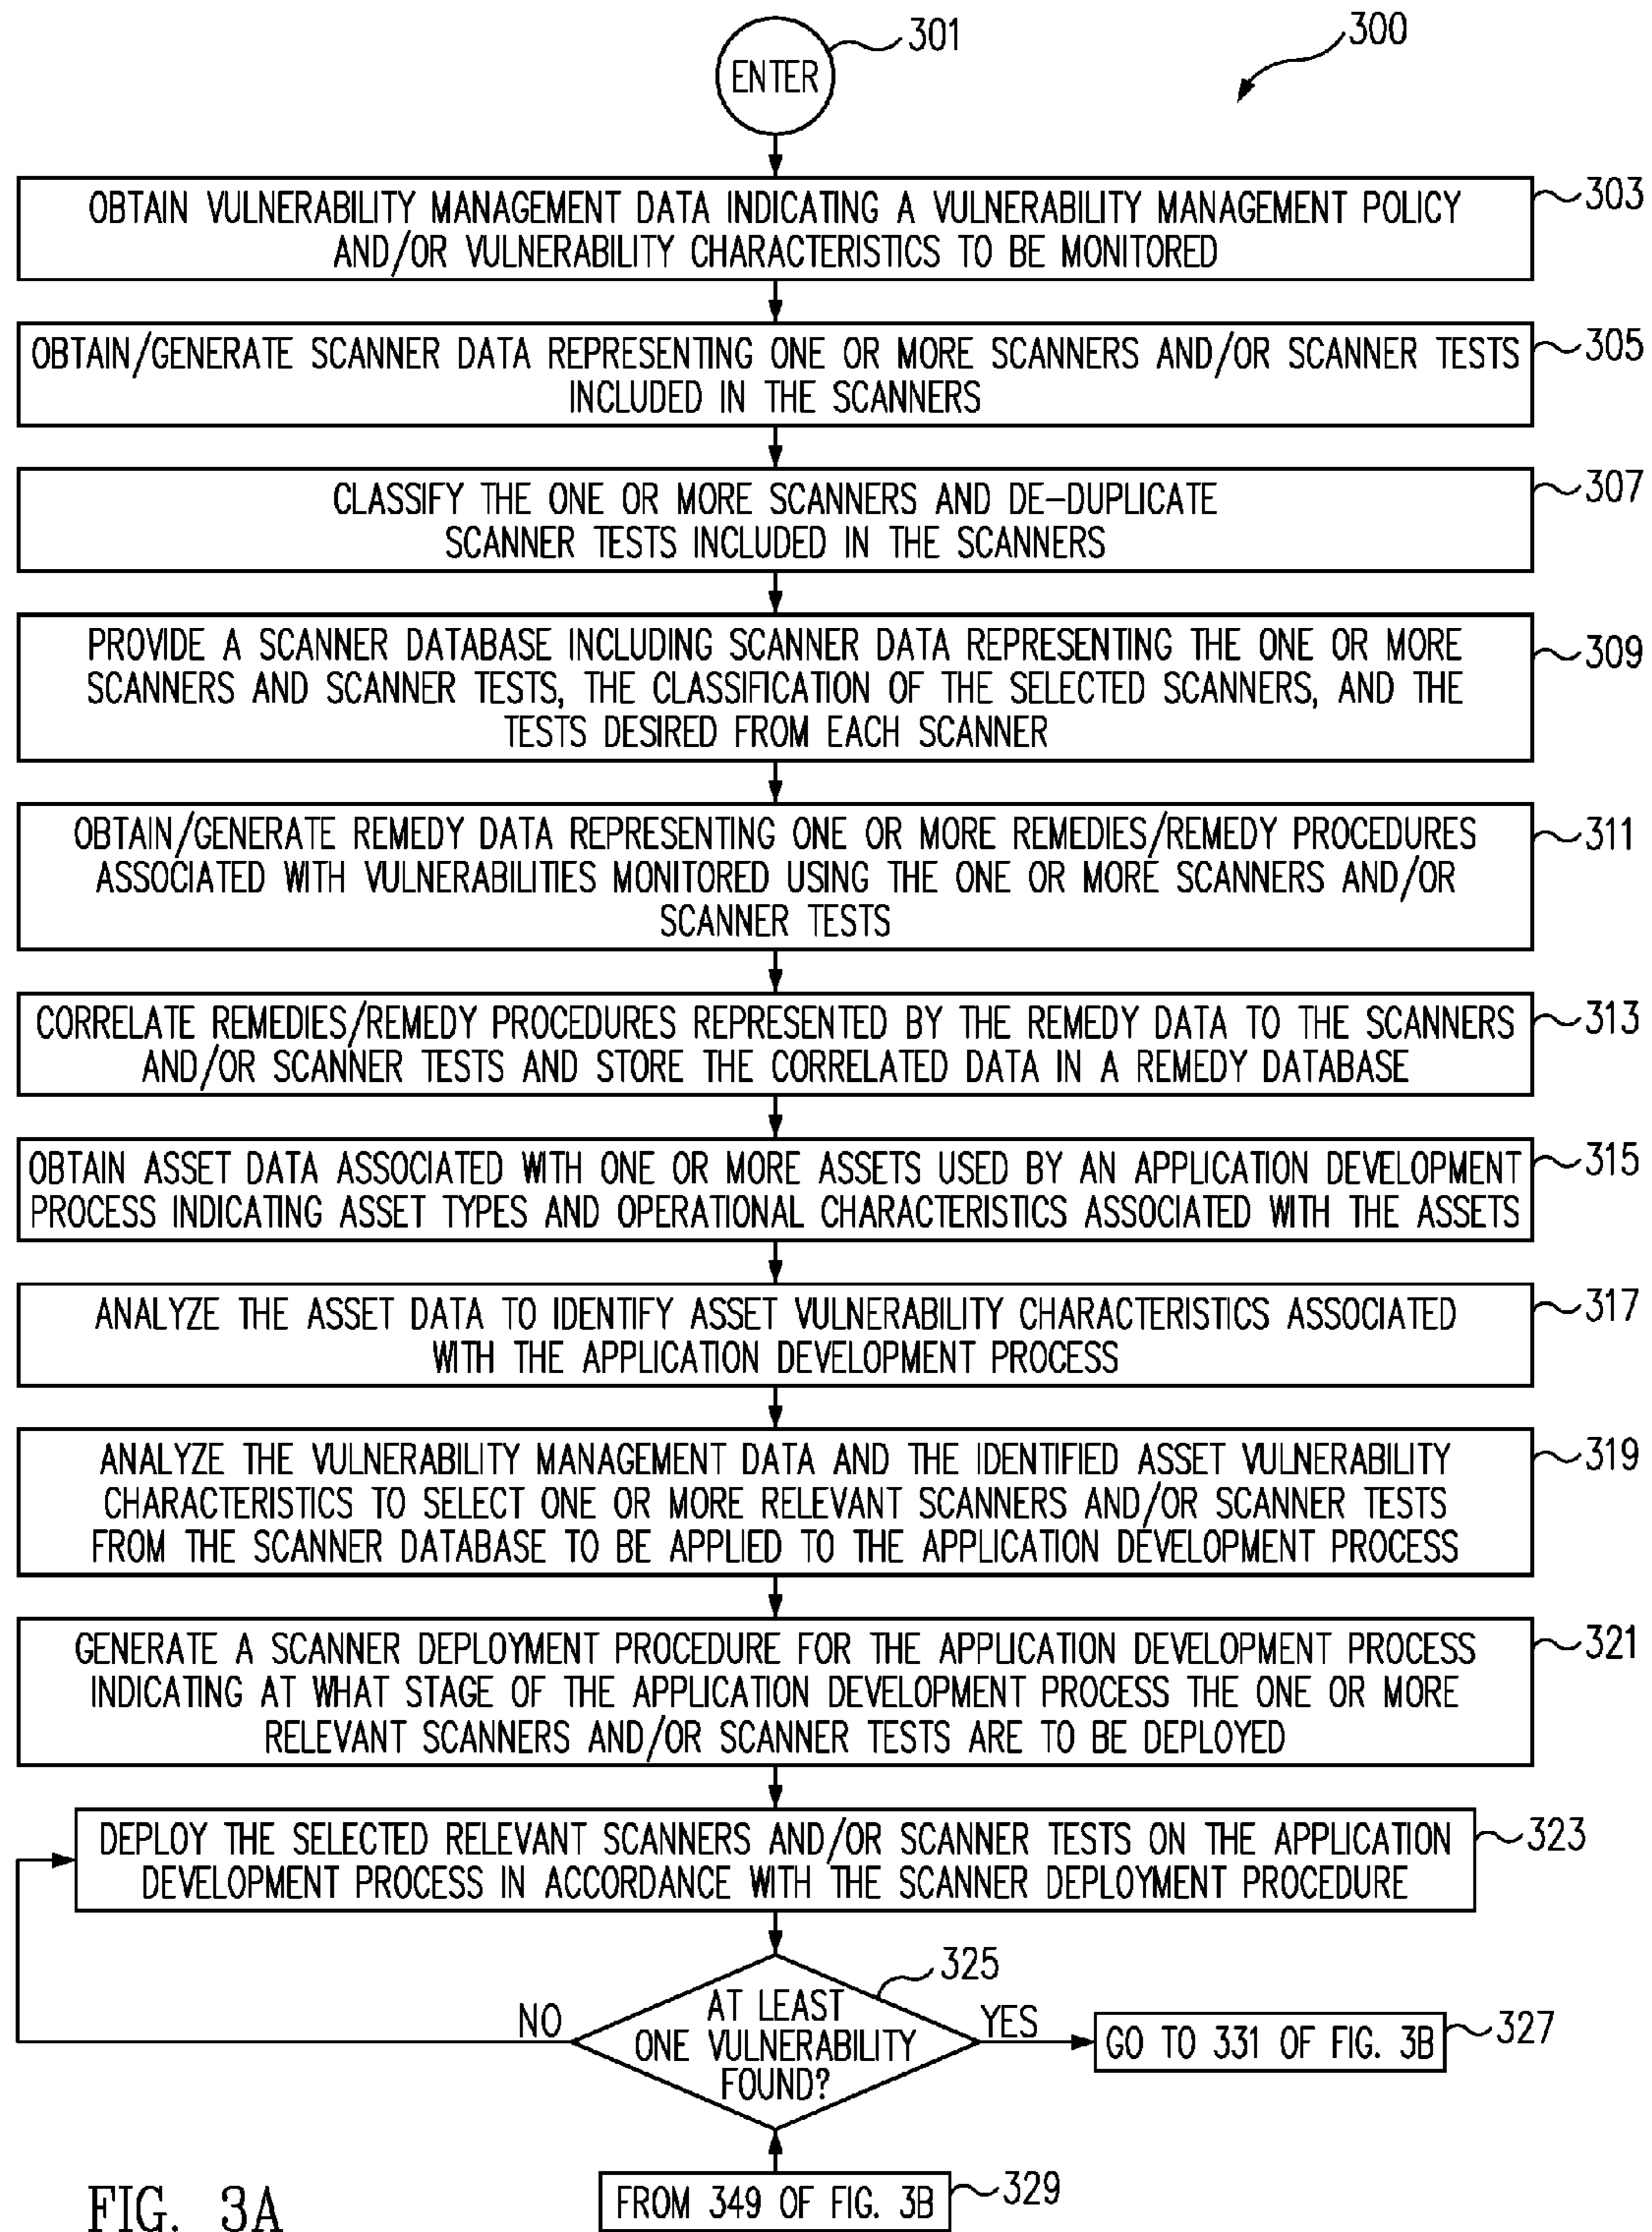 301
300
ENTER
OBTAIN VULNERABILITY MANAGEMENT DATA INDICATING A VULNERABILITY MANAGEMENT POLICY
AND/OR VULNERABILITY CHARACTERISTICS TO BE MONITORED
303
OBTAIN/GENERATE SCANNER DATA REPRESENTING ONE OR MORE SCANNERS AND/OR SCANNER TESTS
INCLUDED IN THE SCANNERS
305
CLASSIFY THE ONE OR MORE SCANNERS AND DE-DUPLICATE
SCANNER TESTS INCLUDED IN THE SCANNERS
307
PROVIDE A SCANNER DATABASE INCLUDING SCANNER DATA REPRESENTING THE ONE OR MORE
SCANNERS AND SCANNER TESTS, THE CLASSIFICATION OF THE SELECTED SCANNERS, AND THE
TESTS DESIRED FROM EACH SCANNER
309
OBTAIN/GENERATE REMEDY DATA REPRESENTING ONE OR MORE REMEDIES/REMEDY PROCEDURES
ASSOCIATED WITH VULNERABILITIES MONITORED USING THE ONE OR MORE SCANNERS AND/OR
SCANNER TESTS
311
CORRELATE REMEDIES/REMEDY PROCEDURES REPRESENTED BY THE REMEDY DATA TO THE SCANNERS
AND/OR SCANNER TESTS AND STORE THE CORRELATED DATA IN A REMEDY DATABASE
313
OBTAIN ASSET DATA ASSOCIATED WITH ONE OR MORE ASSETS USED BY AN APPLICATION DEVELOPMENT
PROCESS INDICATING ASSET TYPES AND OPERATIONAL CHARACTERISTICS ASSOCIATED WITH THE ASSETS
315
ANALYZE THE ASSET DATA TO IDENTIFY ASSET VULNERABILITY CHARACTERISTICS ASSOCIATED
WITH THE APPLICATION DEVELOPMENT PROCESS
317
ANALYZE THE VULNERABILITY MANAGEMENT DATA AND THE IDENTIFIED ASSET VULNERABILITY
CHARACTERISTICS TO SELECT ONE OR MORE RELEVANT SCANNERS AND/OR SCANNER TESTS
FROM THE SCANNER DATABASE TO BE APPLIED TO THE APPLICATION DEVELOPMENT PROCESS
319
GENERATE A SCANNER DEPLOYMENT PROCEDURE FOR THE APPLICATION DEVELOPMENT PROCESS
INDICATING AT WHAT STAGE OF THE APPLICATION DEVELOPMENT PROCESS THE ONE OR MORE
RELEVANT SCANNERS AND/OR SCANNER TESTS ARE TO BE DEPLOYED
321
DEPLOY THE SELECTED RELEVANT SCANNERS AND/OR SCANNER TESTS ON THE APPLICATION
DEVELOPMENT PROCESS IN ACCORDANCE WITH THE SCANNER DEPLOYMENT PROCEDURE
323
325
NO
AT LEAST
ONE VULNERABILITY
FOUND?
YES
GO TO 331 OF FIG. 3B
327
FROM 349 OF FIG. 3B
329
FIG. 3A